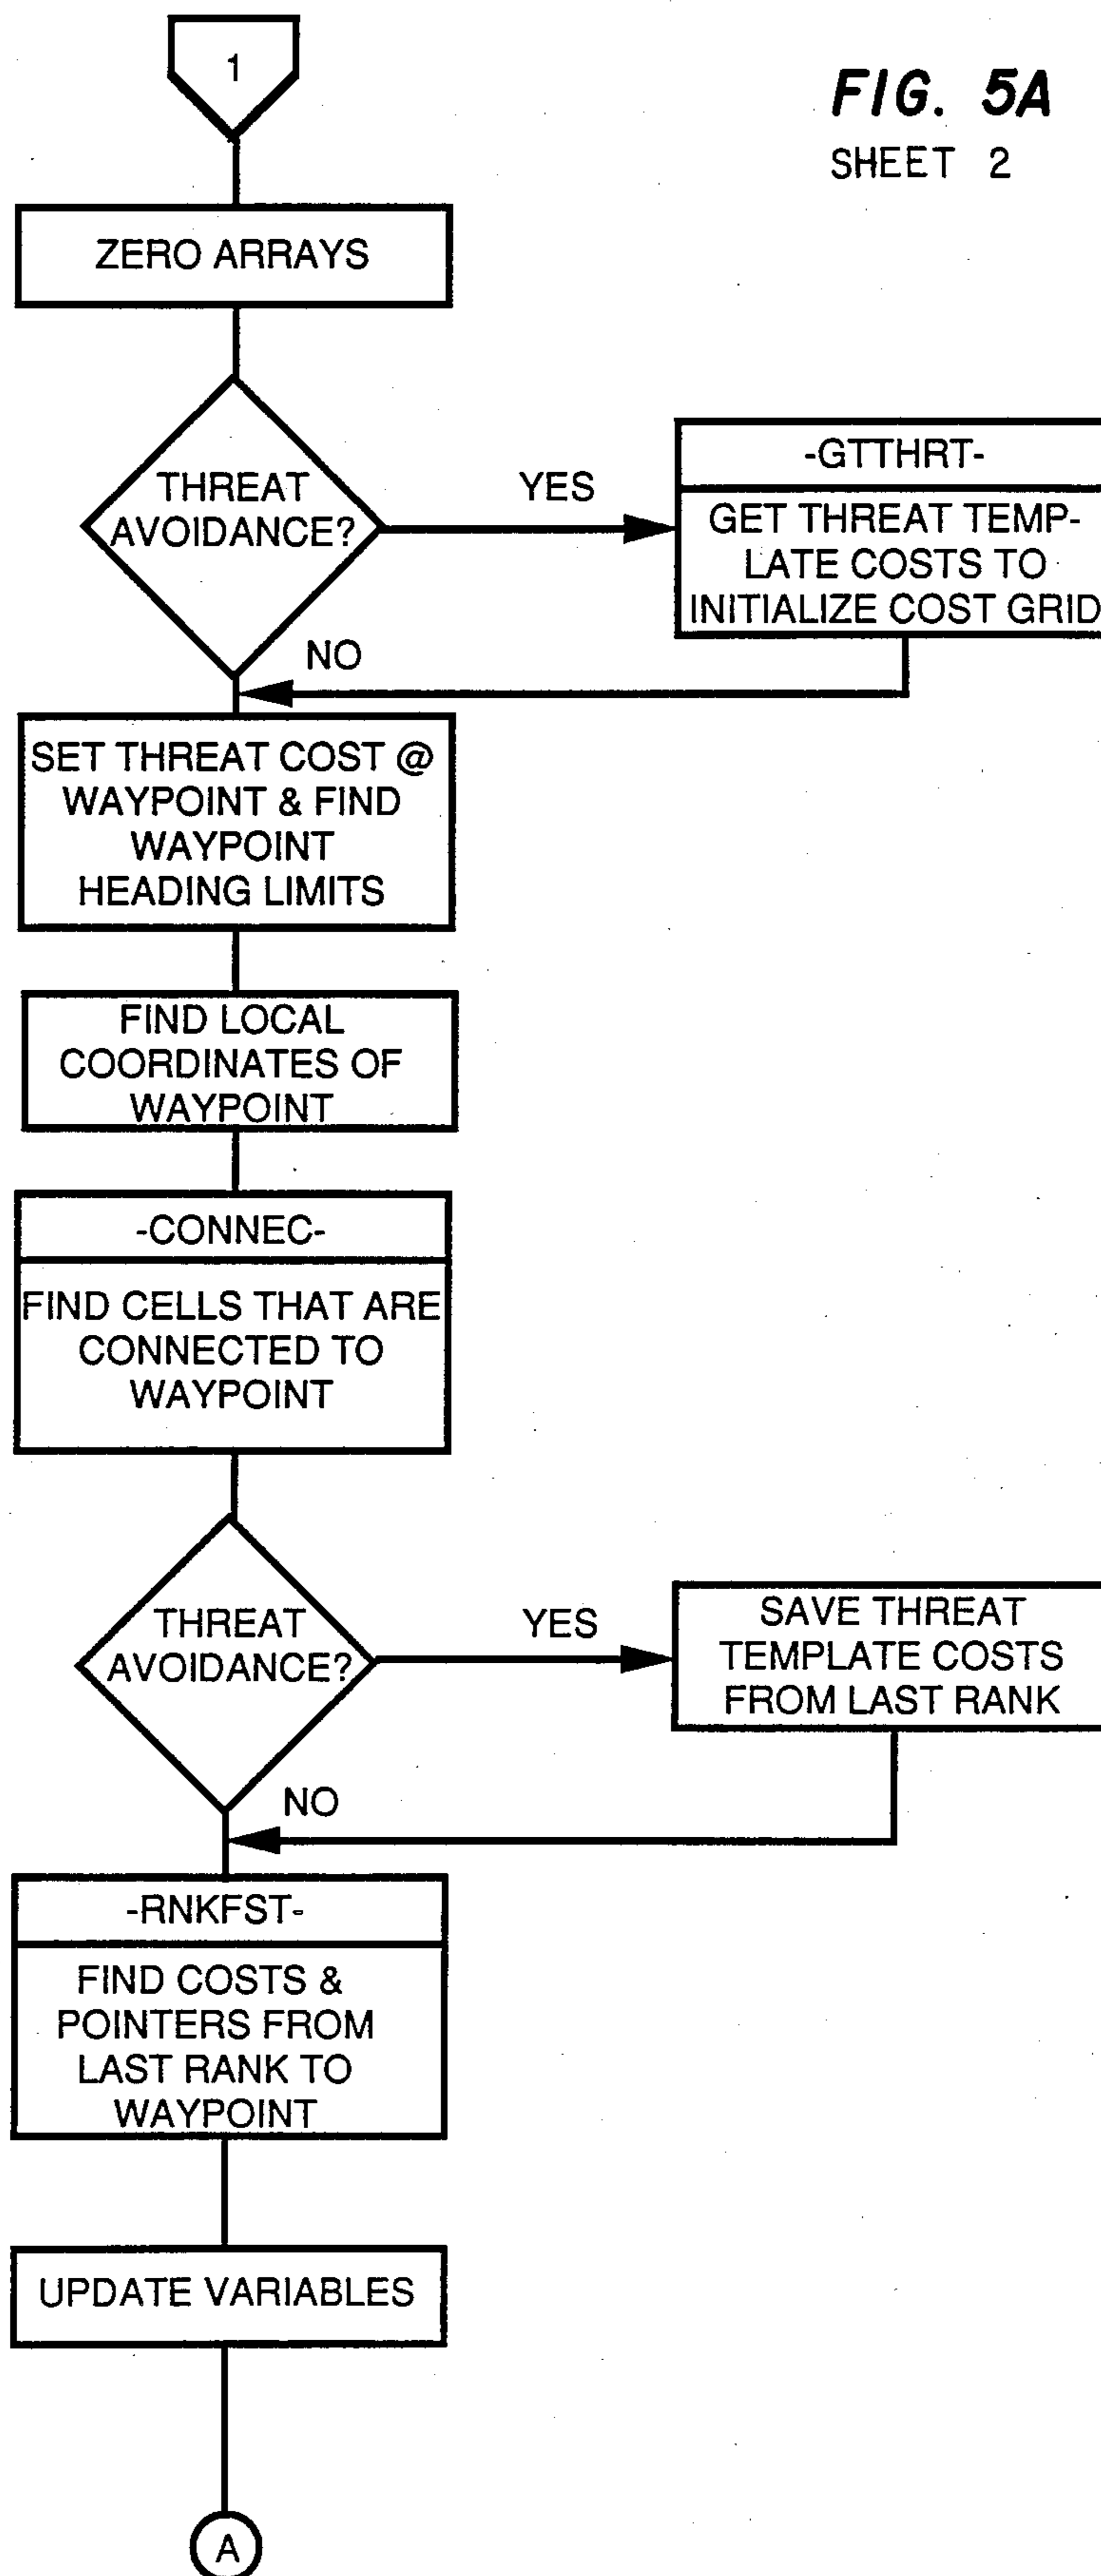 1
FIG. 5A
SHEET 2
ZERO ARRAYS
THREAT
AVOIDANCE?
YES
-GTTHRT-
GET THREAT TEMP-
LATE COSTS TO
INITIALIZE COST GRID
NO
SET THREAT COST @
WAYPOINT & FIND
WAYPOINT
HEADING LIMITS
FIND LOCAL
COORDINATES OF
WAYPOINT
-CONNEC-
FIND CELLS THAT ARE
CONNECTED TO
WAYPOINT
THREAT
AVOIDANCE?
YES
SAVE THREAT
TEMPLATE COSTS
FROM LAST RANK
NO
-RNKFST-
FIND COSTS &
POINTERS FROM
LAST RANK TO
WAYPOINT
UPDATE VARIABLES
A